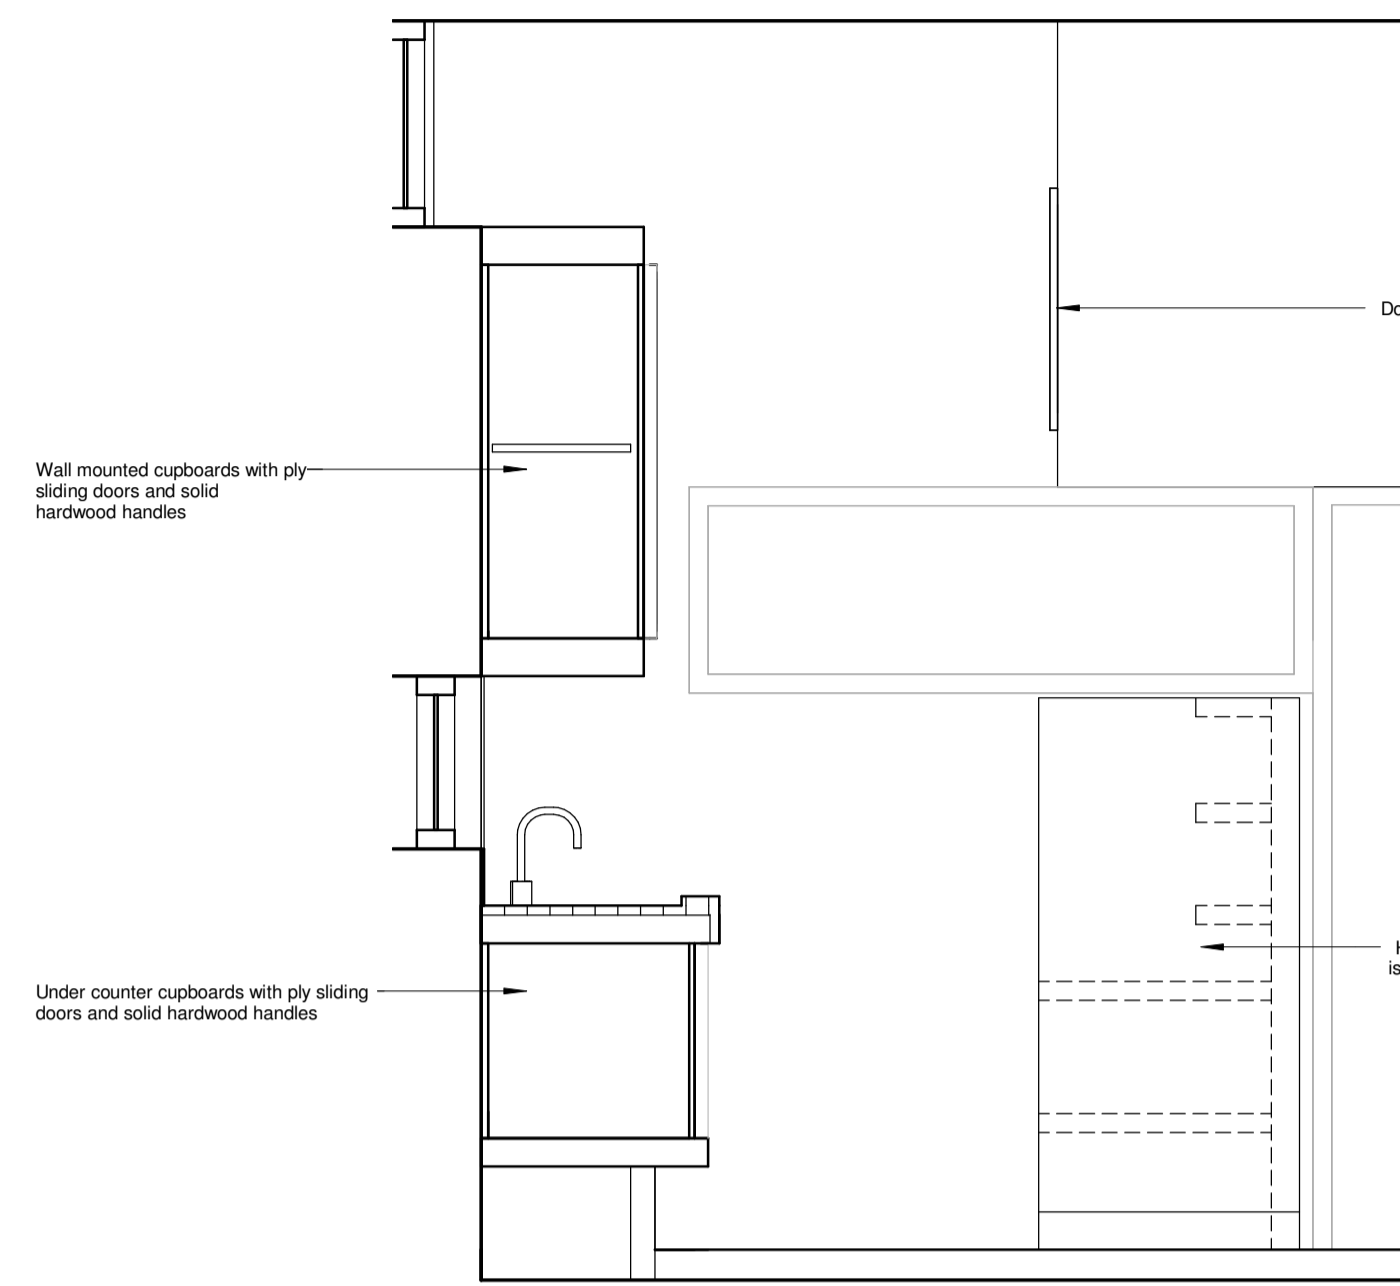 Wall mounted cupboards with ply
sliding doors and solid
hardwood handles
Under counter cupboards with ply sliding
doors and solid hardwood handles
is